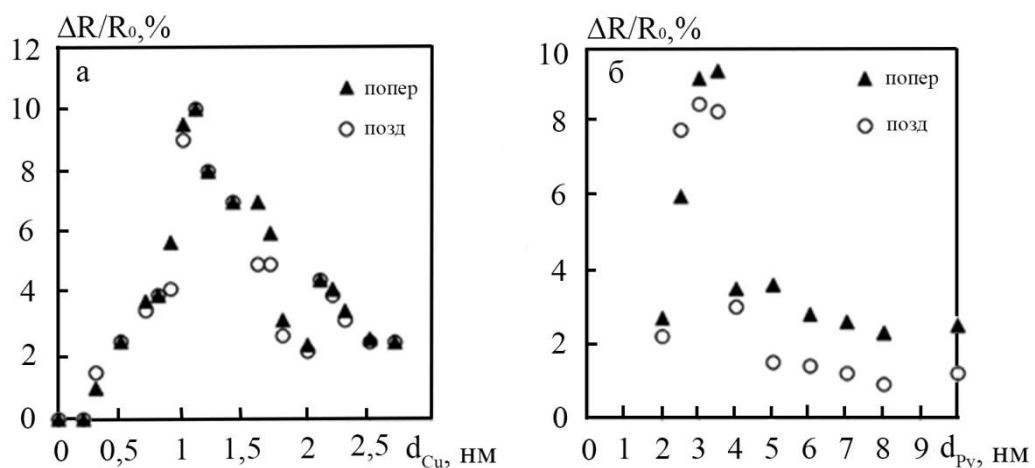 ΔR/R₀,%
12
а
попер
10
позд
8
6
4
2
0
0 0,5 1 1,5 2 2,5 d_Cu, нм
ΔR/R₀,%
10
б
попер
8
позд
6
4
2
0
0 1 2 3 4 5 6 7 8 9 d_Py, нм